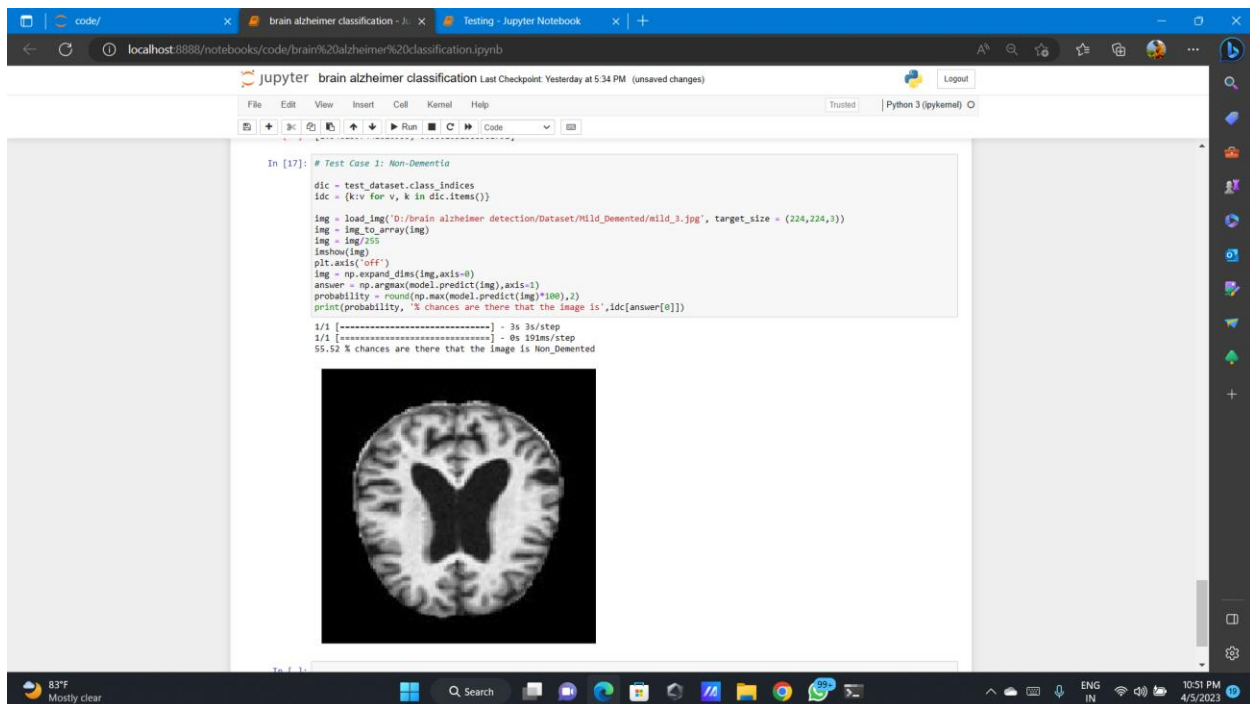 code/
brain alzheimer classification - Ju
Testing - Jupyter Notebook
localhost:8888/notebooks/code/brain%20alzheimer%20classification.ipynb
jupyter brain alzheimer classification Last Checkpoint: Yesterday at 5:34 PM (unsaved changes)
Logout
File Edit View Insert Cell Kernel Help
Trusted
Python 3 (ipykernel)
Run
Code
In [17]: # Test Case 1: Non-Dementia
dic = test_dataset.class_indices
idc = {k:v for v, k in dic.items()}
img = load_img('D:/brain alzheimer detection/Dataset/Mild_Demented/mild_3.jpg', target_size = (224,224,3))
img = img_to_array(img)
img = img/255
imshow(img)
plt.axis('off')
img = np.expand_dims(img,axis=0)
answer = np.argmax(model.predict(img),axis=1)
probability = round(np.max(model.predict(img)*100),2)
print(probability, '% chances are there that the image is',idc[answer[0]])
1/1 [==============================] - 3s 3s/step
1/1 [==============================] - 0s 191ms/step
55.52 % chances are there that the image is Non_Demented
In [ ]:
83°F
Mostly clear
Search
99+
ENG
IN
10:51 PM
4/5/2023
19